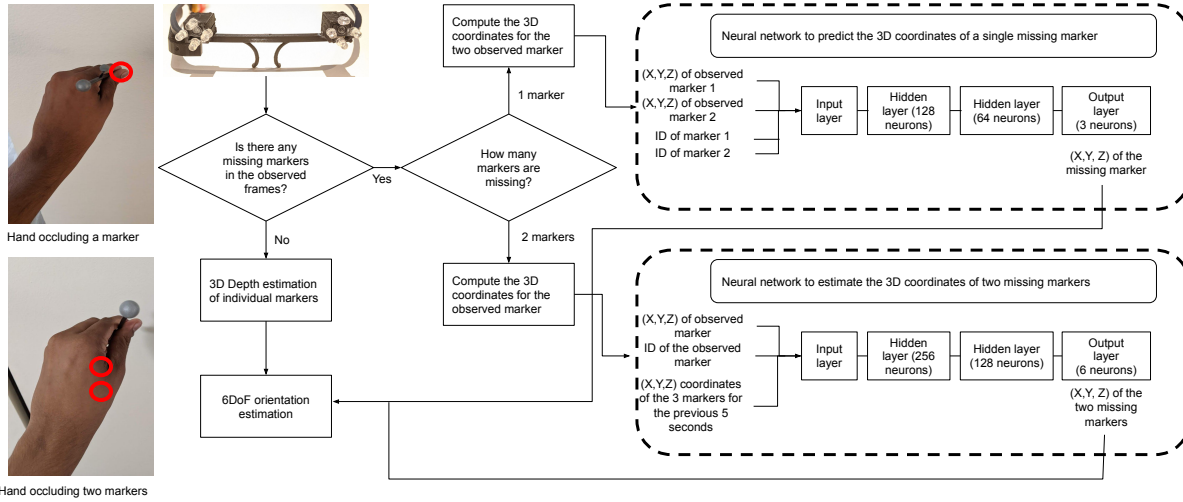 Hand occluding a marker
Hand occluding two markers
Is there any
missing markers
in the observed
frames?
Yes
No
3D Depth estimation
of individual markers
6DoF orientation
estimation
How many
markers are
missing?
1 marker
2 markers
Compute the 3D
coordinates for the
two observed marker
Compute the 3D
coordinates for the
observed marker
Neural network to predict the 3D coordinates of a single missing marker
(X,Y,Z) of observed
marker 1
(X,Y,Z) of observed
marker 2
ID of marker 1
ID of marker 2
Input
layer
Hidden
layer (128
neurons)
Hidden layer
(64 neurons)
Output
layer
(3 neurons)
(X,Y, Z) of the
missing marker
Neural network to estimate the 3D coordinates of two missing markers
(X,Y,Z) of observed
marker
ID of the observed
marker
(X,Y,Z) coordinates
of the 3 markers for
the previous 5
seconds
Input
layer
Hidden
layer (256
neurons)
Hidden layer
(128 neurons)
Output
layer
(6 neurons)
(X,Y, Z) of the
two missing
markers